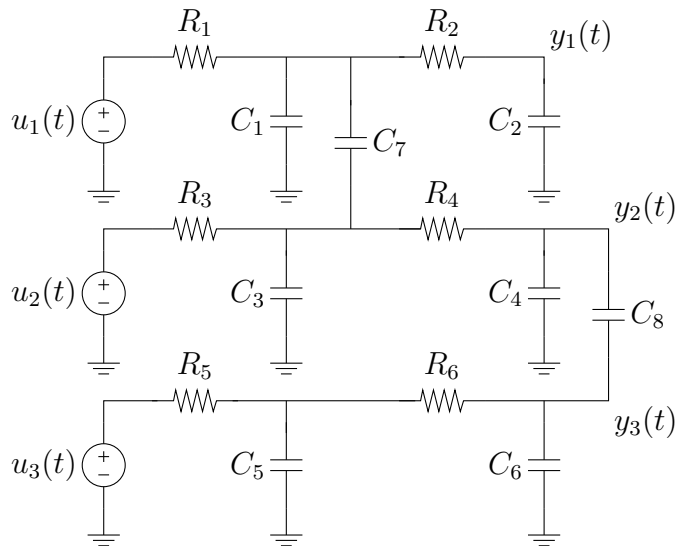 R₁ R₂ y₁(t)
u₁(t) + − C₁ C₇ C₂
R₃ R₄ y₂(t)
u₂(t) + − C₃ C₄ C₈
R₅ R₆ y₃(t)
u₃(t) + − C₅ C₆